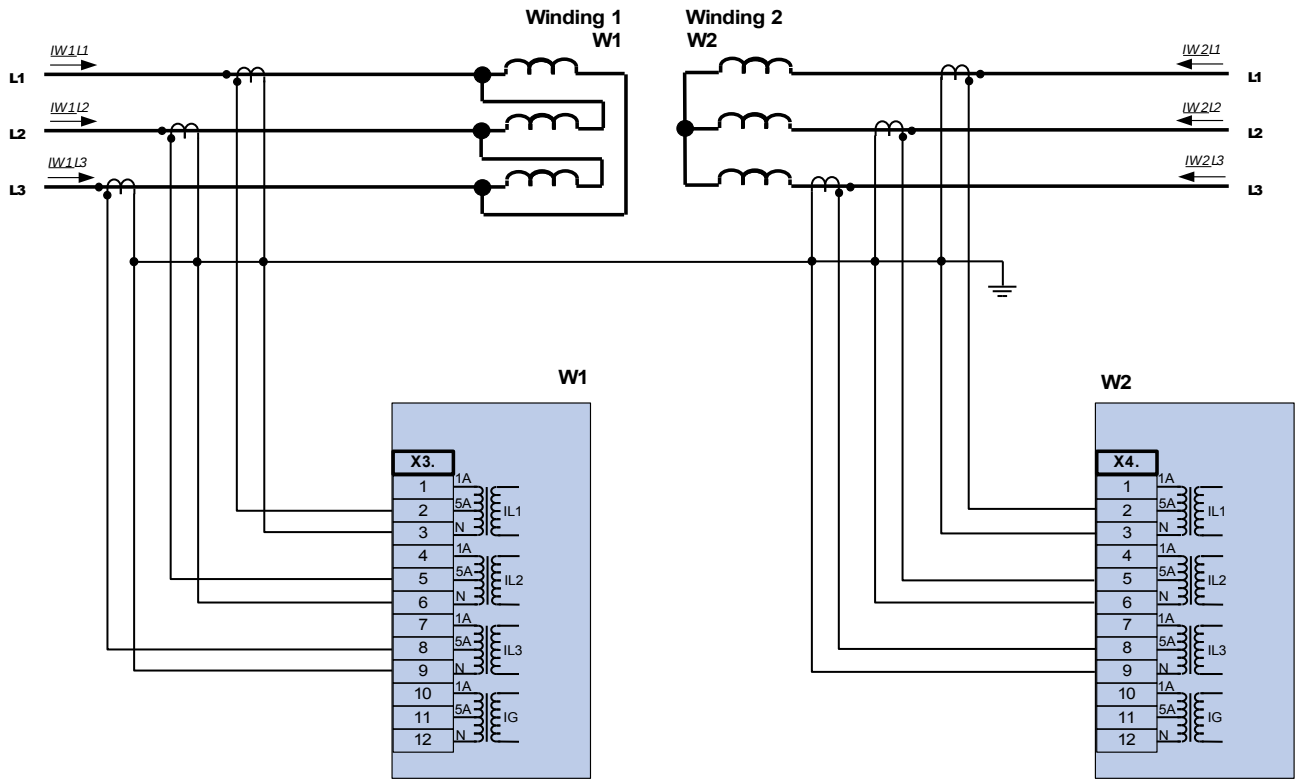 Winding 1
W1
Winding 2
W2
IW1L1
L1
IW1L2
L2
IW1L3
L3
IW2L1
L1
IW2L2
L2
IW2L3
L3
W1
X3.
1 1A
2 5A IL1
3 N
4 1A
5 5A IL2
6 N
7 1A
8 5A IL3
9 N
10 1A
11 5A IG
12 N
W2
X4.
1 1A
2 5A IL1
3 N
4 1A
5 5A IL2
6 N
7 1A
8 5A IL3
9 N
10 1A
11 5A IG
12 N